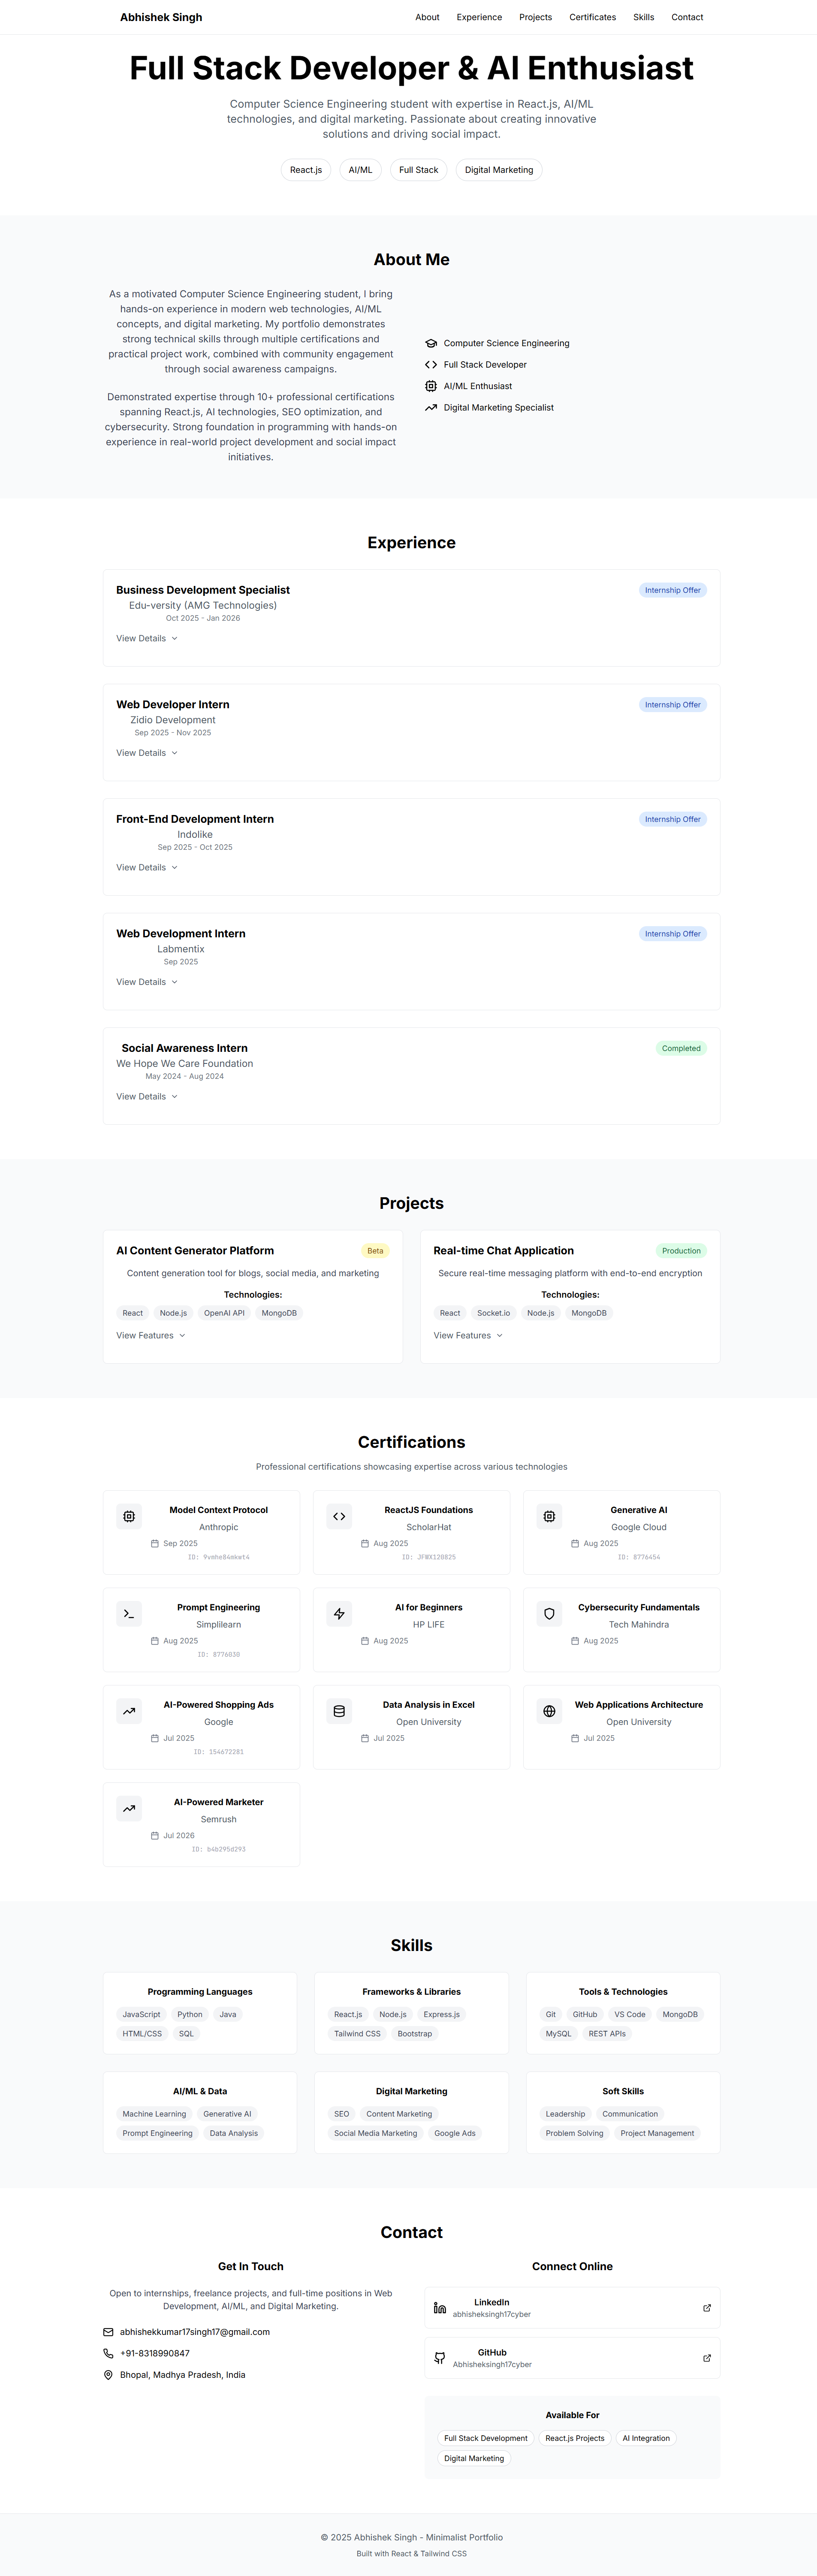 Abhishek Singh
About Experience Projects Certificates Skills Contact
Full Stack Developer & AI Enthusiast
Computer Science Engineering student with expertise in React.js, AI/ML
technologies, and digital marketing. Passionate about creating innovative
solutions and driving social impact.
React.js AI/ML Full Stack Digital Marketing
About Me
As a motivated Computer Science Engineering student, I bring
hands-on experience in modern web technologies, AI/ML
concepts, and digital marketing. My portfolio demonstrates
strong technical skills through multiple certifications and
practical project work, combined with community engagement
through social awareness campaigns.
Demonstrated expertise through 10+ professional certifications
spanning React.js, AI technologies, SEO optimization, and
cybersecurity. Strong foundation in programming with hands-on
experience in real-world project development and social impact
initiatives.
Computer Science Engineering
Full Stack Developer
AI/ML Enthusiast
Digital Marketing Specialist
Experience
Business Development Specialist
Internship Offer
Edu-versity (AMG Technologies)
Oct 2025 - Jan 2026
View Details
Web Developer Intern
Internship Offer
Zidio Development
Sep 2025 - Nov 2025
View Details
Front-End Development Intern
Internship Offer
Indolike
Sep 2025 - Oct 2025
View Details
Web Development Intern
Internship Offer
Labmentix
Sep 2025
View Details
Social Awareness Intern
Completed
We Hope We Care Foundation
May 2024 - Aug 2024
View Details
Projects
AI Content Generator Platform
Beta
Content generation tool for blogs, social media, and marketing
Technologies:
React Node.js OpenAI API MongoDB
View Features
Real-time Chat Application
Production
Secure real-time messaging platform with end-to-end encryption
Technologies:
React Socket.io Node.js MongoDB
View Features
Certifications
Professional certifications showcasing expertise across various technologies
Model Context Protocol
Anthropic
Sep 2025
ReactJS Foundations
ScholarHat
Aug 2025
ID: JFWX120825
Generative AI
Google Cloud
Aug 2025
ID: 8776454
Prompt Engineering
Simplilearn
Aug 2025
ID: 8776030
AI for Beginners
HP LIFE
Aug 2025
Cybersecurity Fundamentals
Tech Mahindra
Aug 2025
AI-Powered Shopping Ads
Google
Jul 2025
ID: 154672281
Data Analysis in Excel
Open University
Jul 2025
Web Applications Architecture
Open University
Jul 2025
AI-Powered Marketer
Semrush
Jul 2026
ID: b4b295d293
Skills
Programming Languages
JavaScript Python Java
HTML/CSS SQL
Frameworks & Libraries
React.js Node.js Express.js
Tailwind CSS Bootstrap
Tools & Technologies
Git GitHub VS Code MongoDB
MySQL REST APIs
AI/ML & Data
Machine Learning Generative AI
Prompt Engineering Data Analysis
Digital Marketing
SEO Content Marketing
Social Media Marketing Google Ads
Soft Skills
Leadership Communication
Problem Solving Project Management
Contact
Get In Touch
Open to internships, freelance projects, and full-time positions in Web
Development, AI/ML, and Digital Marketing.
abhishekkumar17singh17@gmail.com
+91-8318990847
Bhopal, Madhya Pradesh, India
Connect Online
LinkedIn
abhisheksingh17cyber
GitHub
Abhisheksingh17cyber
Available For
Full Stack Development React.js Projects AI Integration
Digital Marketing
© 2025 Abhishek Singh - Minimalist Portfolio
Built with React & Tailwind CSS